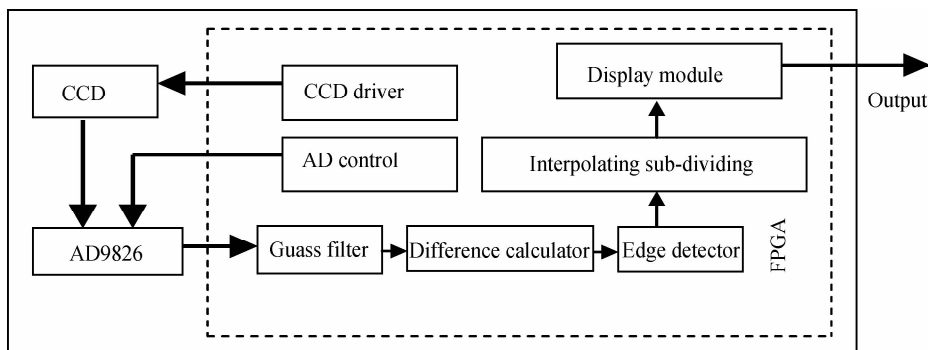 CCD
CCD driver
Display module
Output
AD control
Interpolating sub-dividing
AD9826
Guass filter
Difference calculator
Edge detector
FPGA